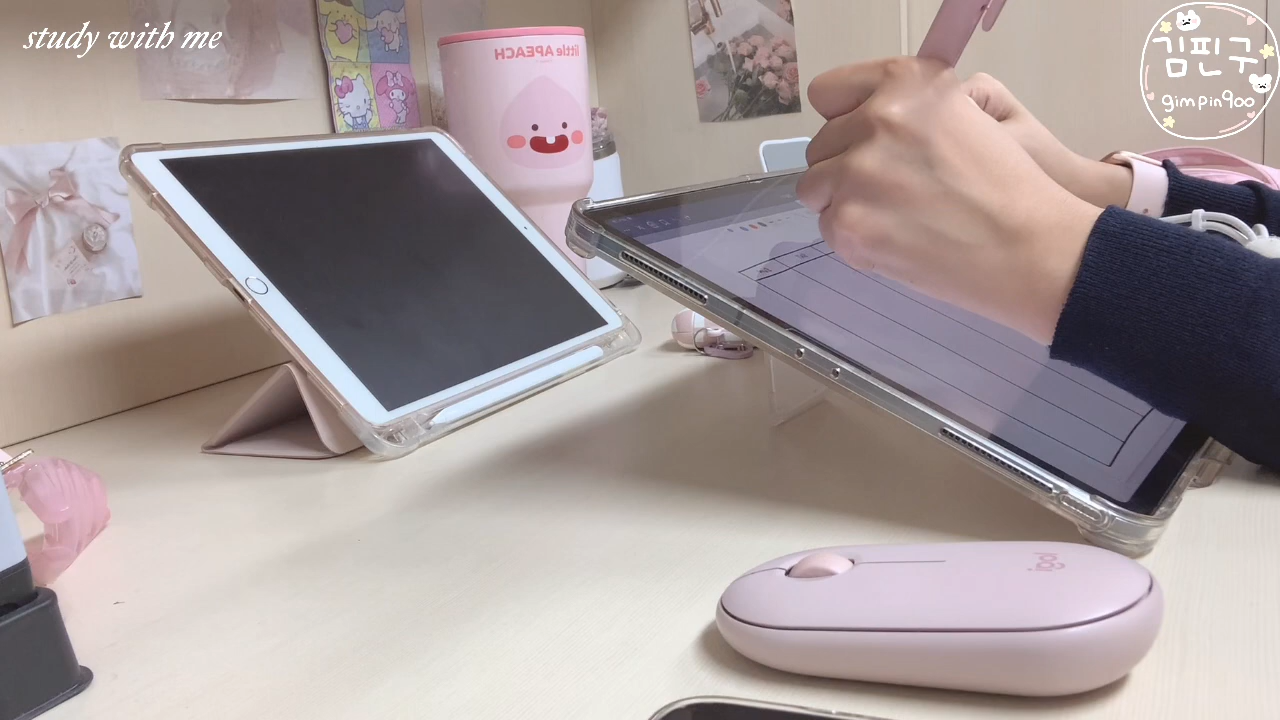 study with me
little APEACH
김핀구
gimpin900
logi